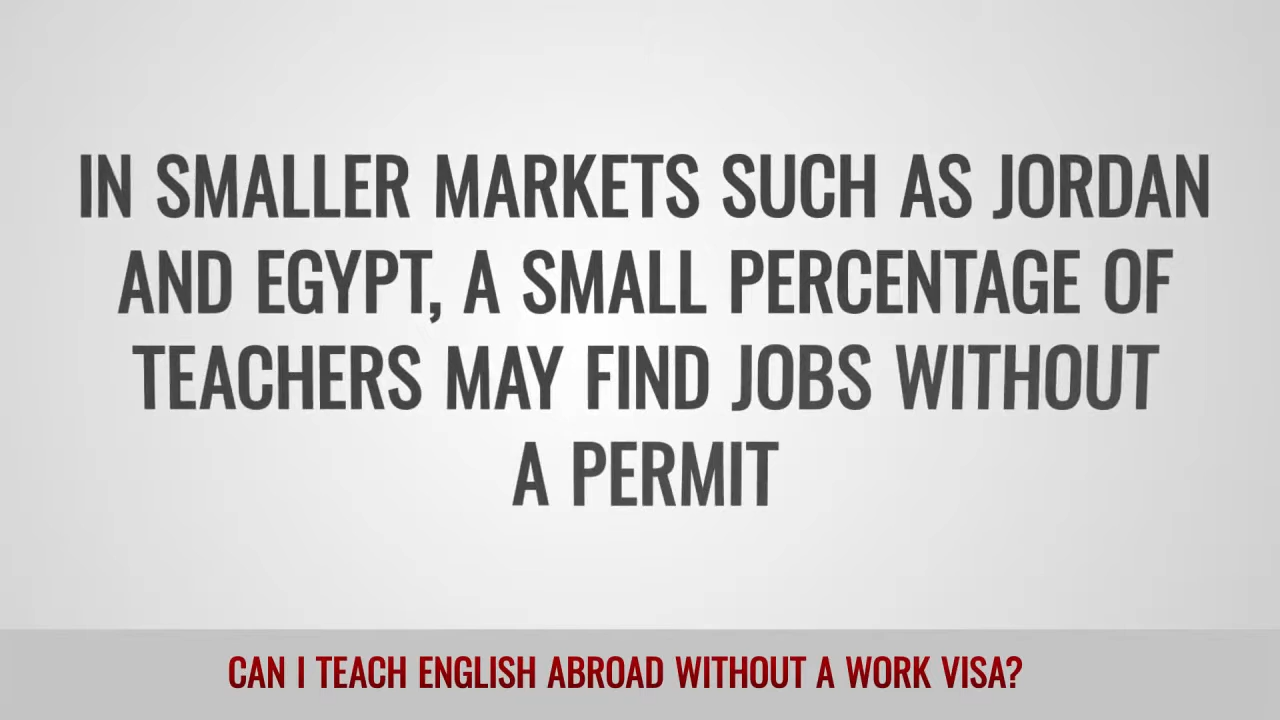 IN SMALLER MARKETS SUCH AS JORDAN
AND EGYPT, A SMALL PERCENTAGE OF
TEACHERS MAY FIND JOBS WITHOUT
A PERMIT
CAN I TEACH ENGLISH ABROAD WITHOUT A WORK VISA?